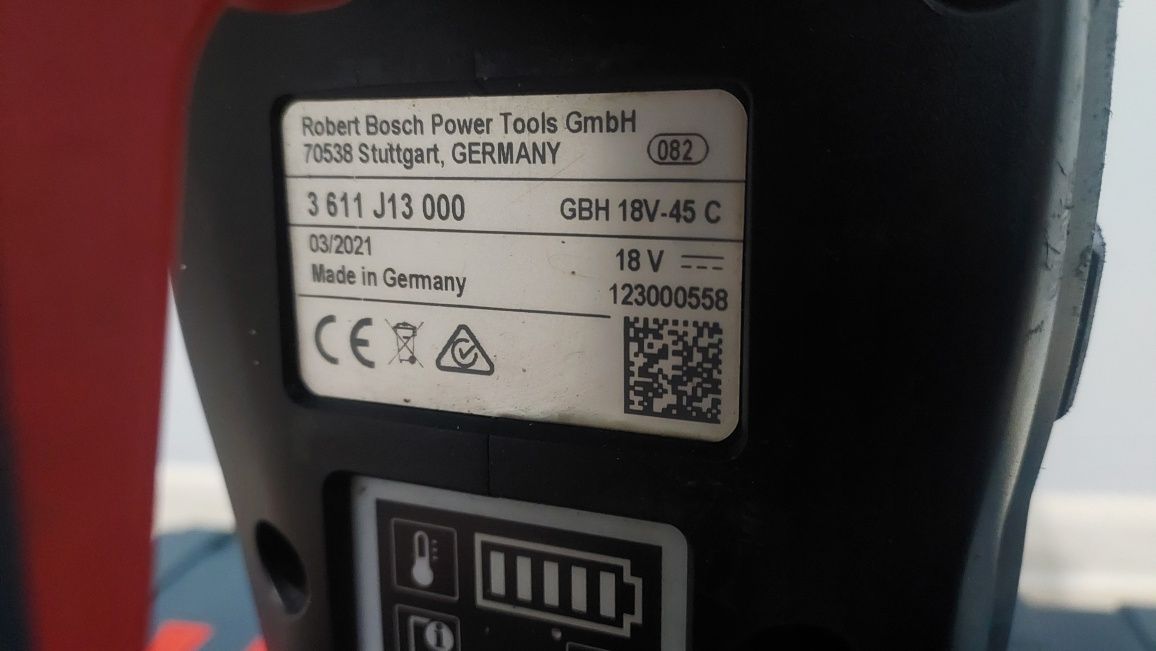 Robert Bosch Power Tools GmbH
70538 Stuttgart, GERMANY
082
3 611 J13 000
GBH 18V-45 C
03/2021
18 V
Made in Germany
123000558
CE
i